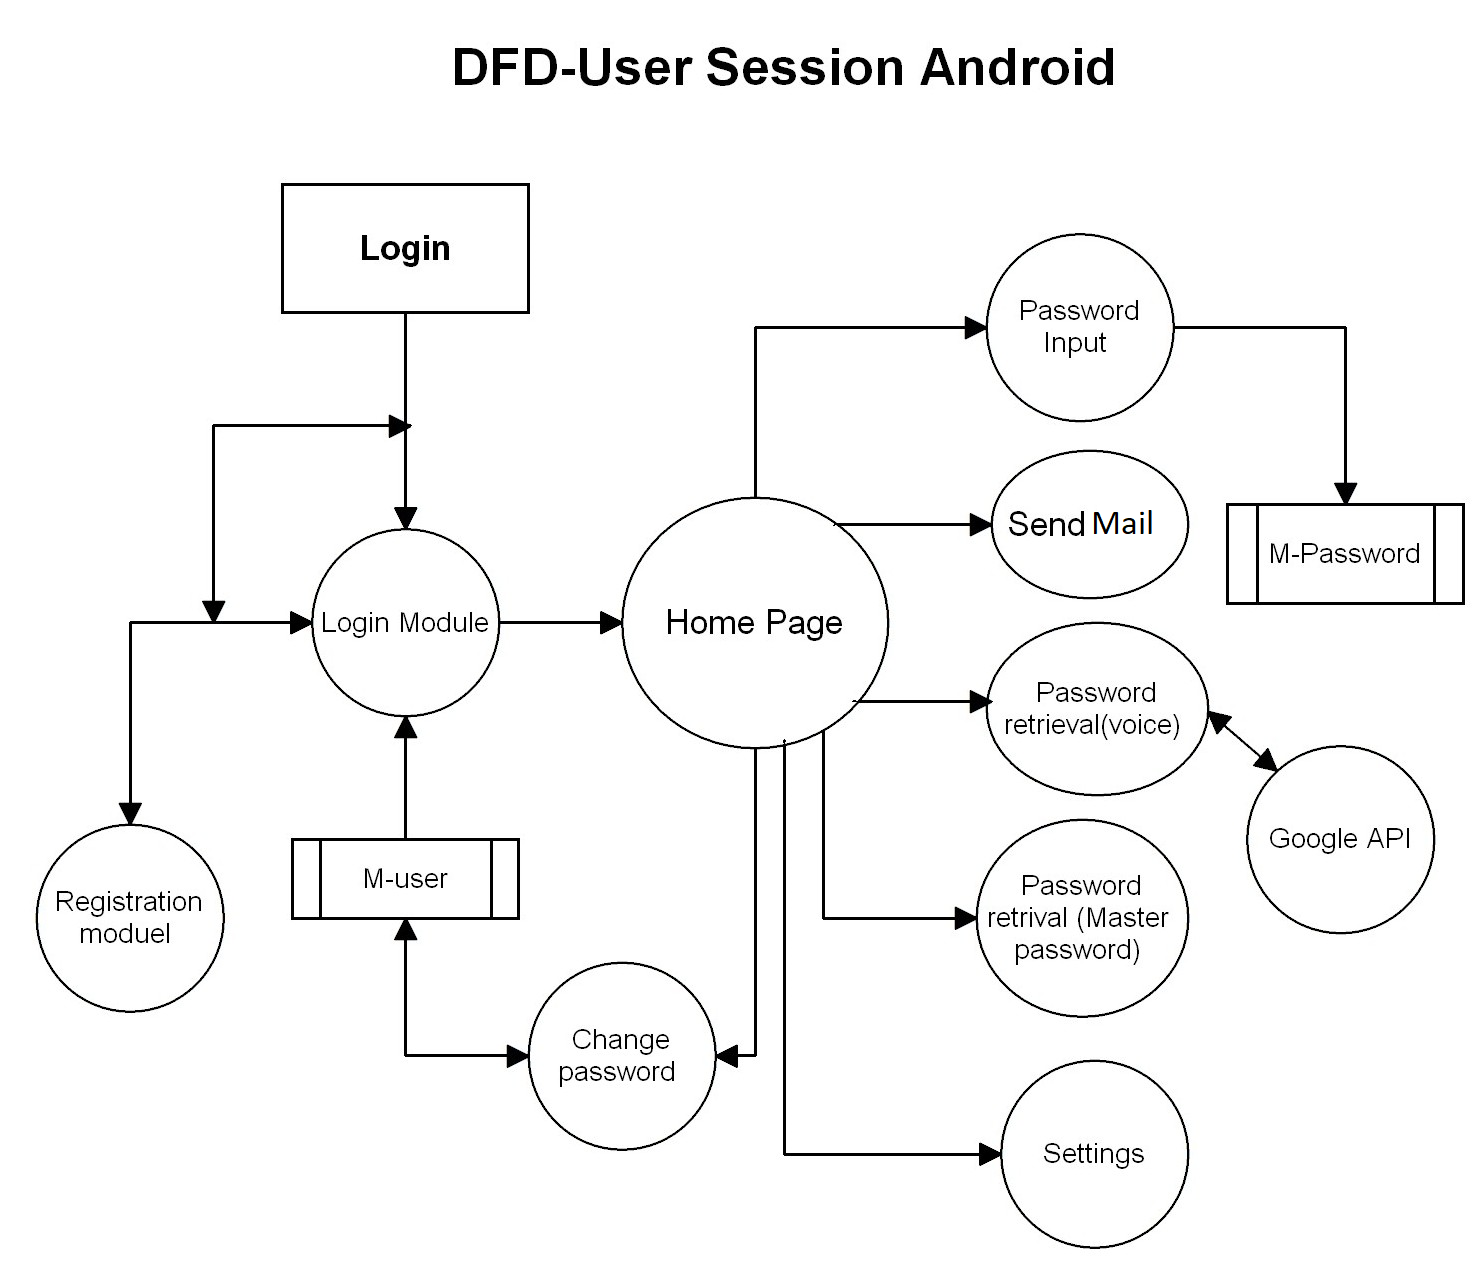 DFD-User Session Android
Login
Password
Input
Send Mail
M-Password
Login Module
Home Page
Password
retrieval(voice)
Google API
M-user
Registration
moduel
Password
retrival (Master
password)
Change
password
Settings